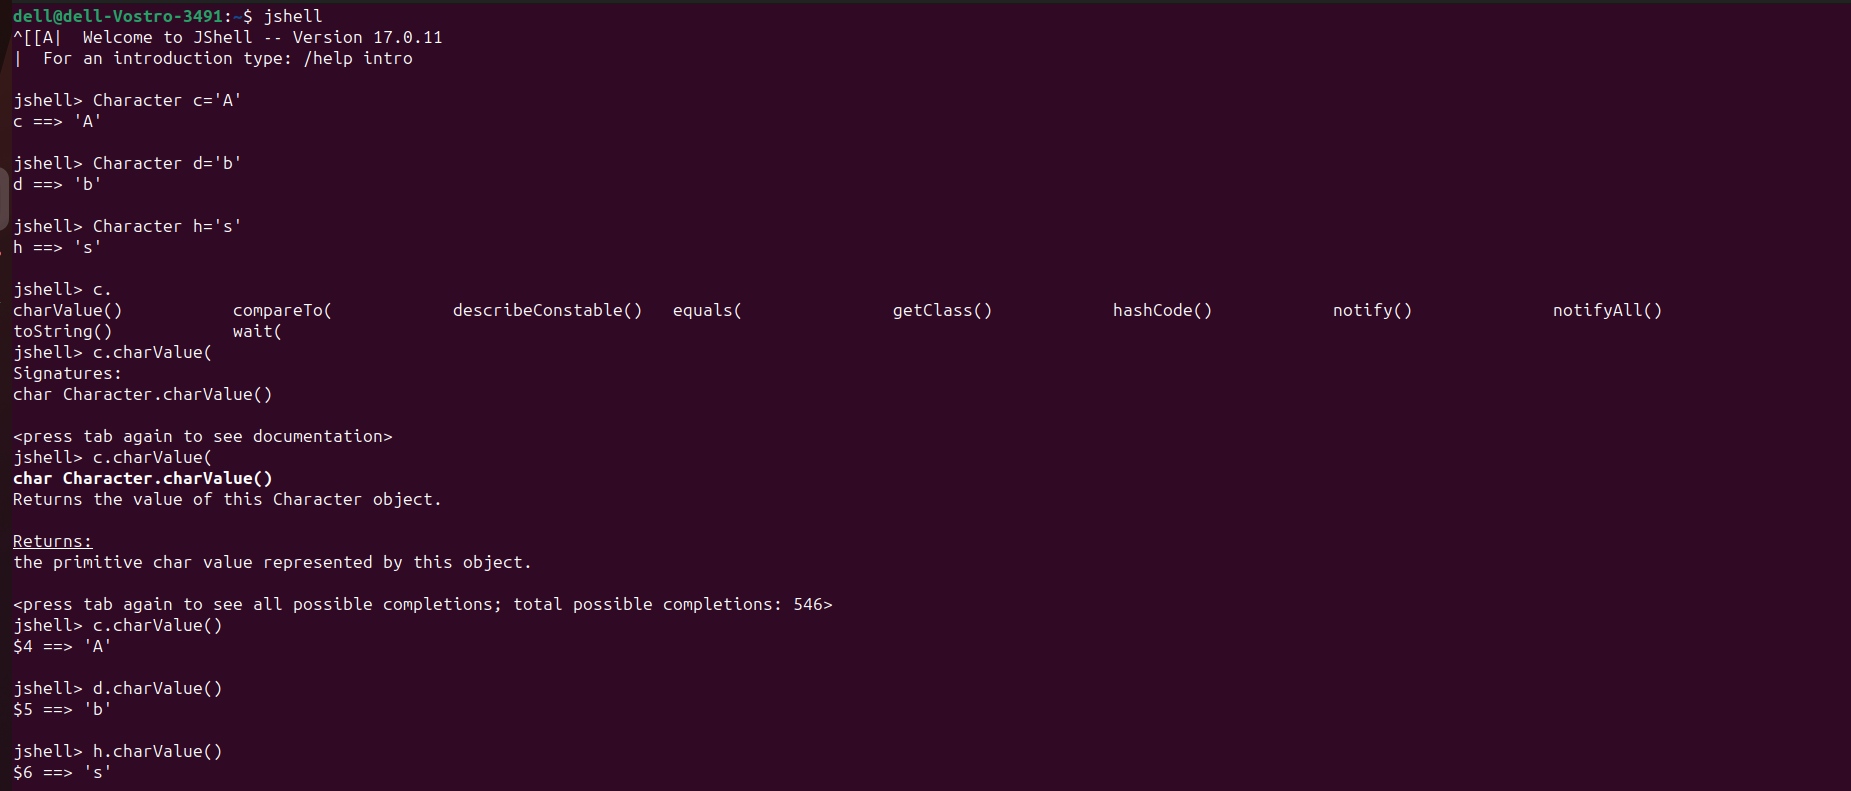 dell@dell-Vostro-3491:~$ jshell
^[[A|  Welcome to JShell -- Version 17.0.11
|  For an introduction type: /help intro

jshell> Character c='A'
c ==> 'A'

jshell> Character d='b'
d ==> 'b'

jshell> Character h='s'
h ==> 's'

jshell> c.
charValue()           compareTo(            describeConstable()   equals(               getClass()            hashCode()            notify()              notifyAll()
toString()            wait(
jshell> c.charValue(
Signatures:
char Character.charValue()

<press tab again to see documentation>
jshell> c.charValue(
char Character.charValue()
Returns the value of this Character object.

Returns:
the primitive char value represented by this object.

<press tab again to see all possible completions; total possible completions: 546>
jshell> c.charValue()
$4 ==> 'A'

jshell> d.charValue()
$5 ==> 'b'

jshell> h.charValue()
$6 ==> 's'